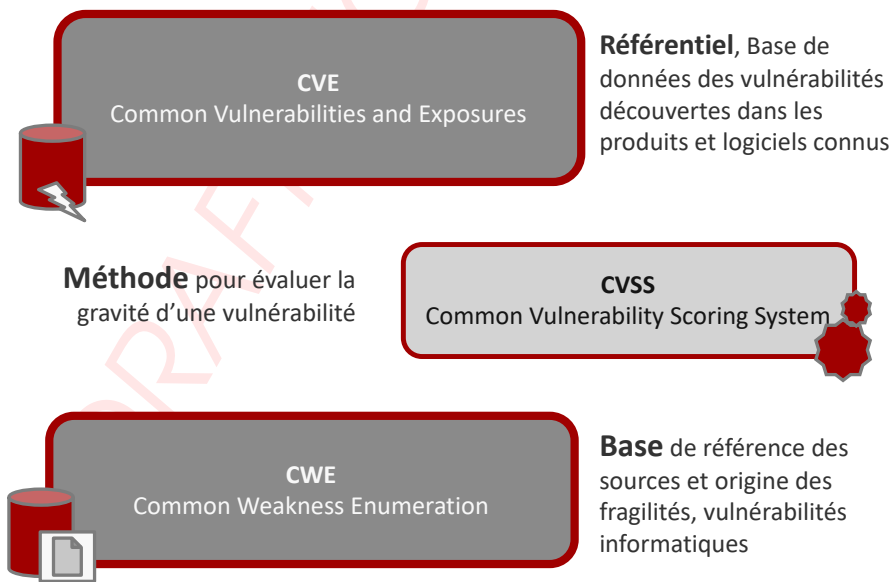 CVE
Common Vulnerabilities and Exposures
Référentiel, Base de
données des vulnérabilités
découvertes dans les
produits et logiciels connus
Méthode pour évaluer la
gravité d’une vulnérabilité
CVSS
Common Vulnerability Scoring System
CWE
Common Weakness Enumeration
Base de référence des
sources et origine des
fragilités, vulnérabilités
informatiques
DRAF